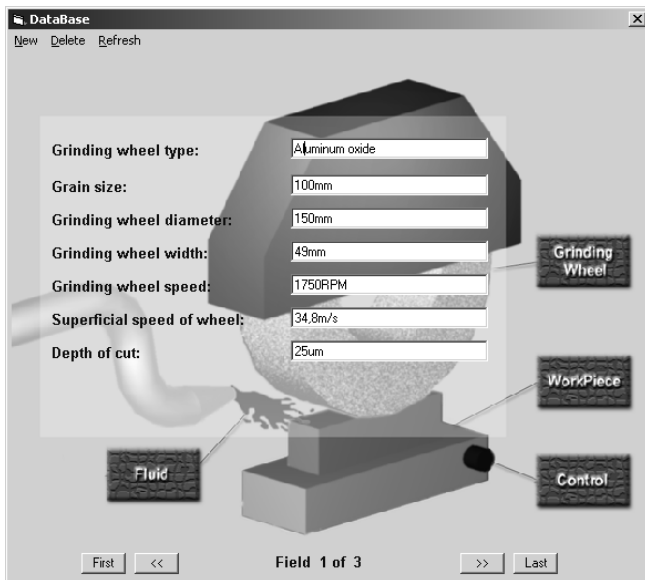 DataBase
New Delete Refresh
Grinding wheel type: Aluminum oxide
Grain size: 100mm
Grinding wheel diameter: 150mm
Grinding wheel width: 49mm
Grinding wheel speed: 1750RPM
Superficial speed of wheel: 34,8m/s
Depth of cut: 25um
Grinding
Wheel
WorkPiece
Fluid
Control
First << Field 1 of 3 >> Last